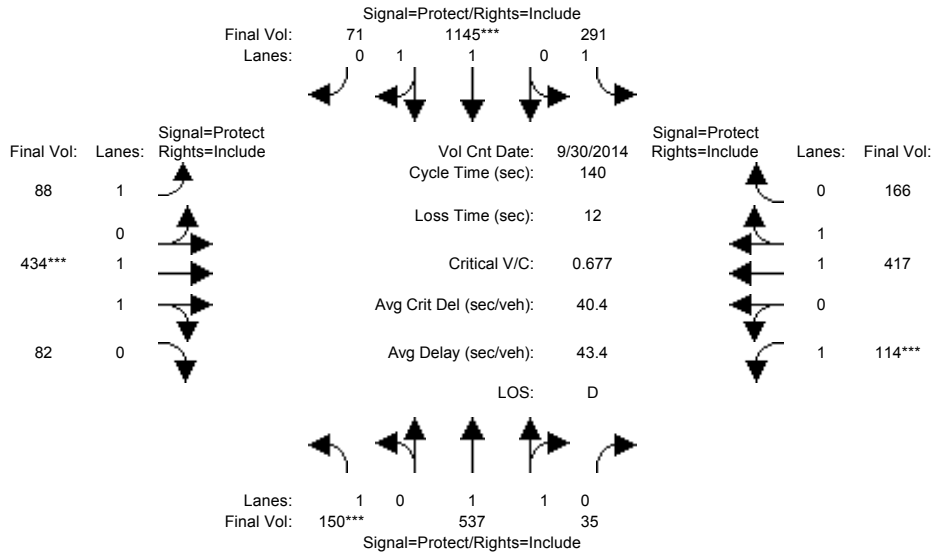 Signal=Protect/Rights=Include
Final Vol: 71 1145*** 291
Lanes: 0 1 1 0 1
Signal=Protect Signal=Protect
Final Vol: Lanes: Rights=Include Vol Cnt Date: 9/30/2014 Rights=Include Lanes: Final Vol:
Cycle Time (sec): 140
88 1 0 166
Loss Time (sec): 12
0 1
434*** 1 Critical V/C: 0.677 1 417
1 Avg Crit Del (sec/veh): 40.4 0
82 0 Avg Delay (sec/veh): 43.4 1 114***
LOS: D
Lanes: 1 0 1 1 0
Final Vol: 150*** 537 35
Signal=Protect/Rights=Include